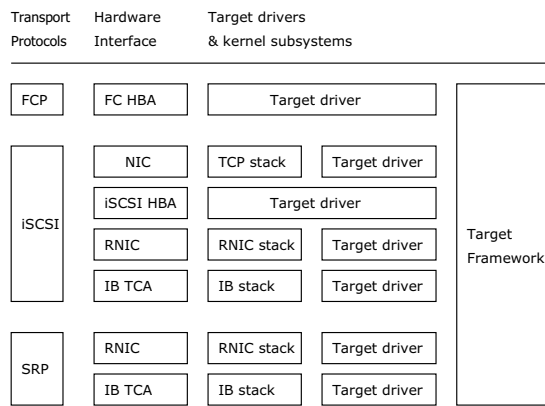 Transport Hardware Target drivers
Protocols Interface & kernel subsystems
FCP FC HBA Target driver
iSCSI
NIC TCP stack Target driver
iSCSI HBA Target driver
RNIC RNIC stack Target driver
IB TCA IB stack Target driver
SRP
RNIC RNIC stack Target driver
IB TCA IB stack Target driver
Target
Framework